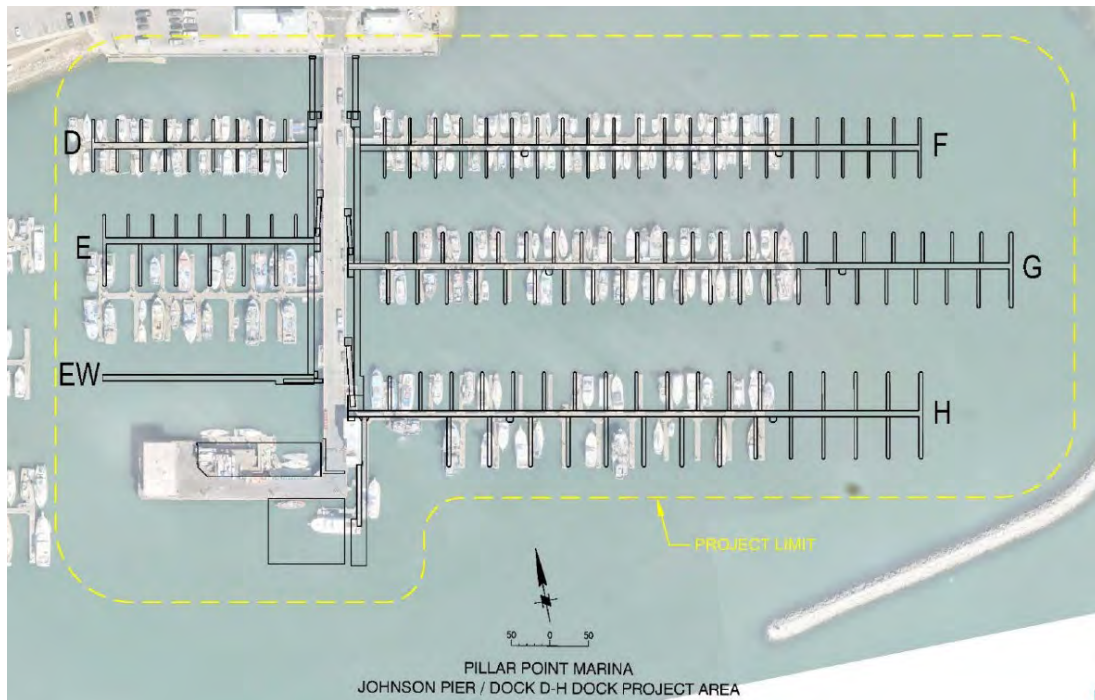 D
F
E
G
EW
H
PROJECT LIMIT
50 0 50
PILLAR POINT MARINA
JOHNSON PIER / DOCK D-H DOCK PROJECT AREA